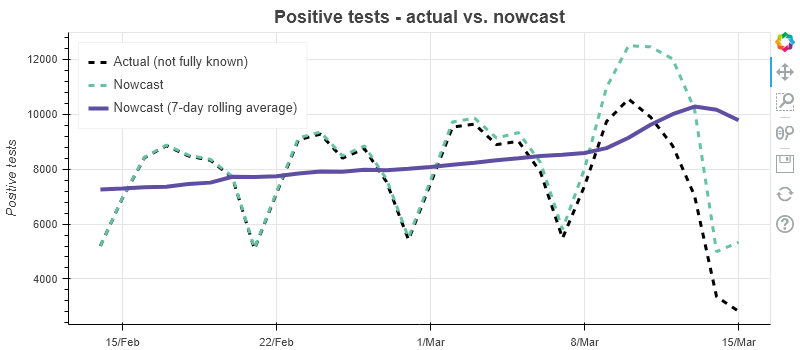 Positive tests - actual vs. nowcast
Actual (not fully known)
Nowcast
Nowcast (7-day rolling average)
Positive tests
12000
10000
8000
6000
4000
15/Feb
22/Feb
1/Mar
8/Mar
15/Mar